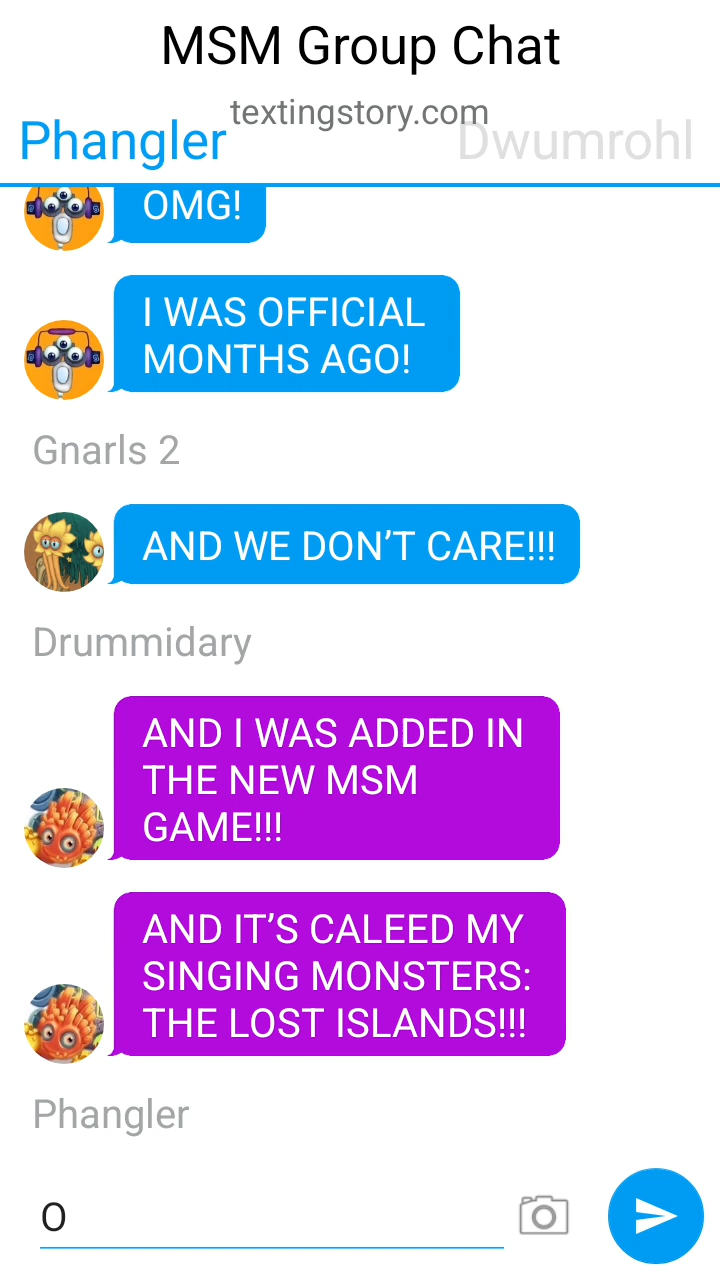 MSM Group Chat
textingstory.com
Phangler
Dwumrohl
OMG!
I WAS OFFICIAL
MONTHS AGO!
Gnarls 2
AND WE DON’T CARE!!!
Drummidary
AND I WAS ADDED IN
THE NEW MSM
GAME!!!
AND IT’S CALEED MY
SINGING MONSTERS:
THE LOST ISLANDS!!!
Phangler
O